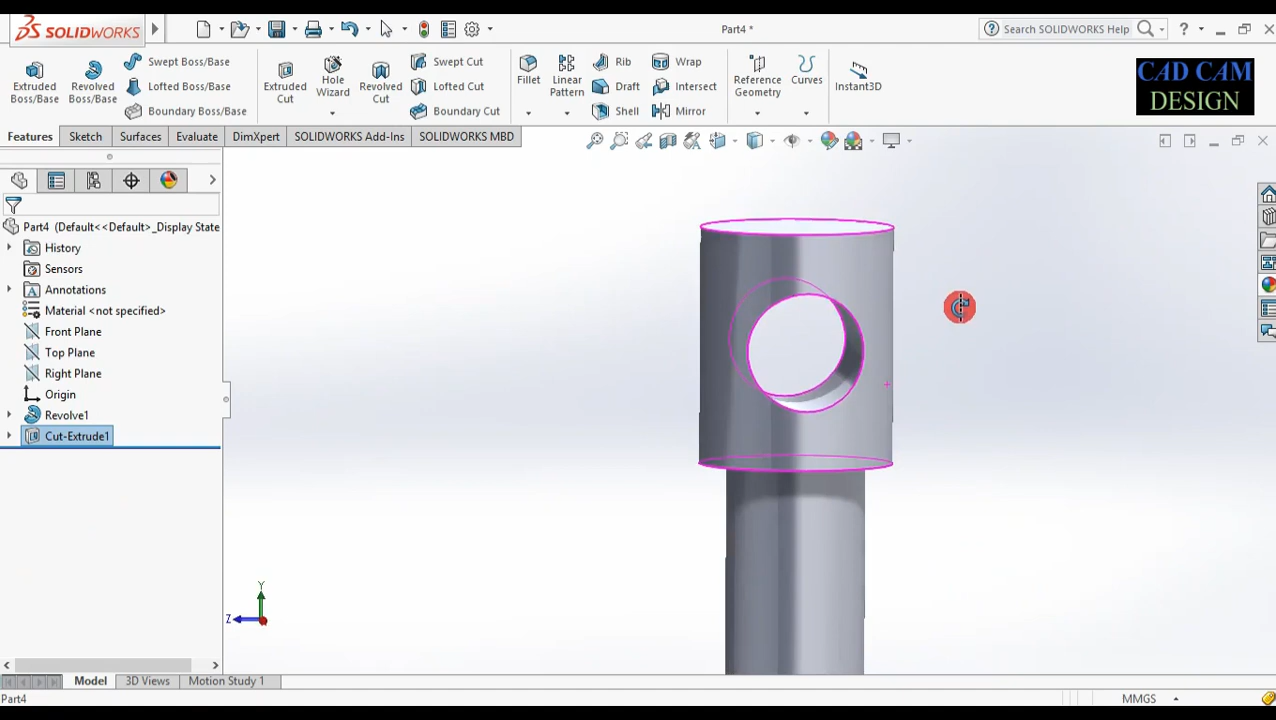 SOLIDWORKS
Part4 *
Search SOLIDWORKS Help
Extruded Boss/Base
Revolved Boss/Base
Swept Boss/Base
Lofted Boss/Base
Boundary Boss/Base
Extruded Cut
Hole Wizard
Revolved Cut
Swept Cut
Lofted Cut
Boundary Cut
Fillet
Linear Pattern
Rib
Draft
Shell
Wrap
Intersect
Mirror
Reference Geometry
Curves
Instant3D
CAD CAM
DESIGN
Features
Sketch
Surfaces
Evaluate
DimXpert
SOLIDWORKS Add-Ins
SOLIDWORKS MBD
Part4 (Default<<Default>_Display State
History
Sensors
Annotations
Material <not specified>
Front Plane
Top Plane
Right Plane
Origin
Revolve1
Cut-Extrude1
Y
Z
Model
3D Views
Motion Study 1
Part4
MMGS